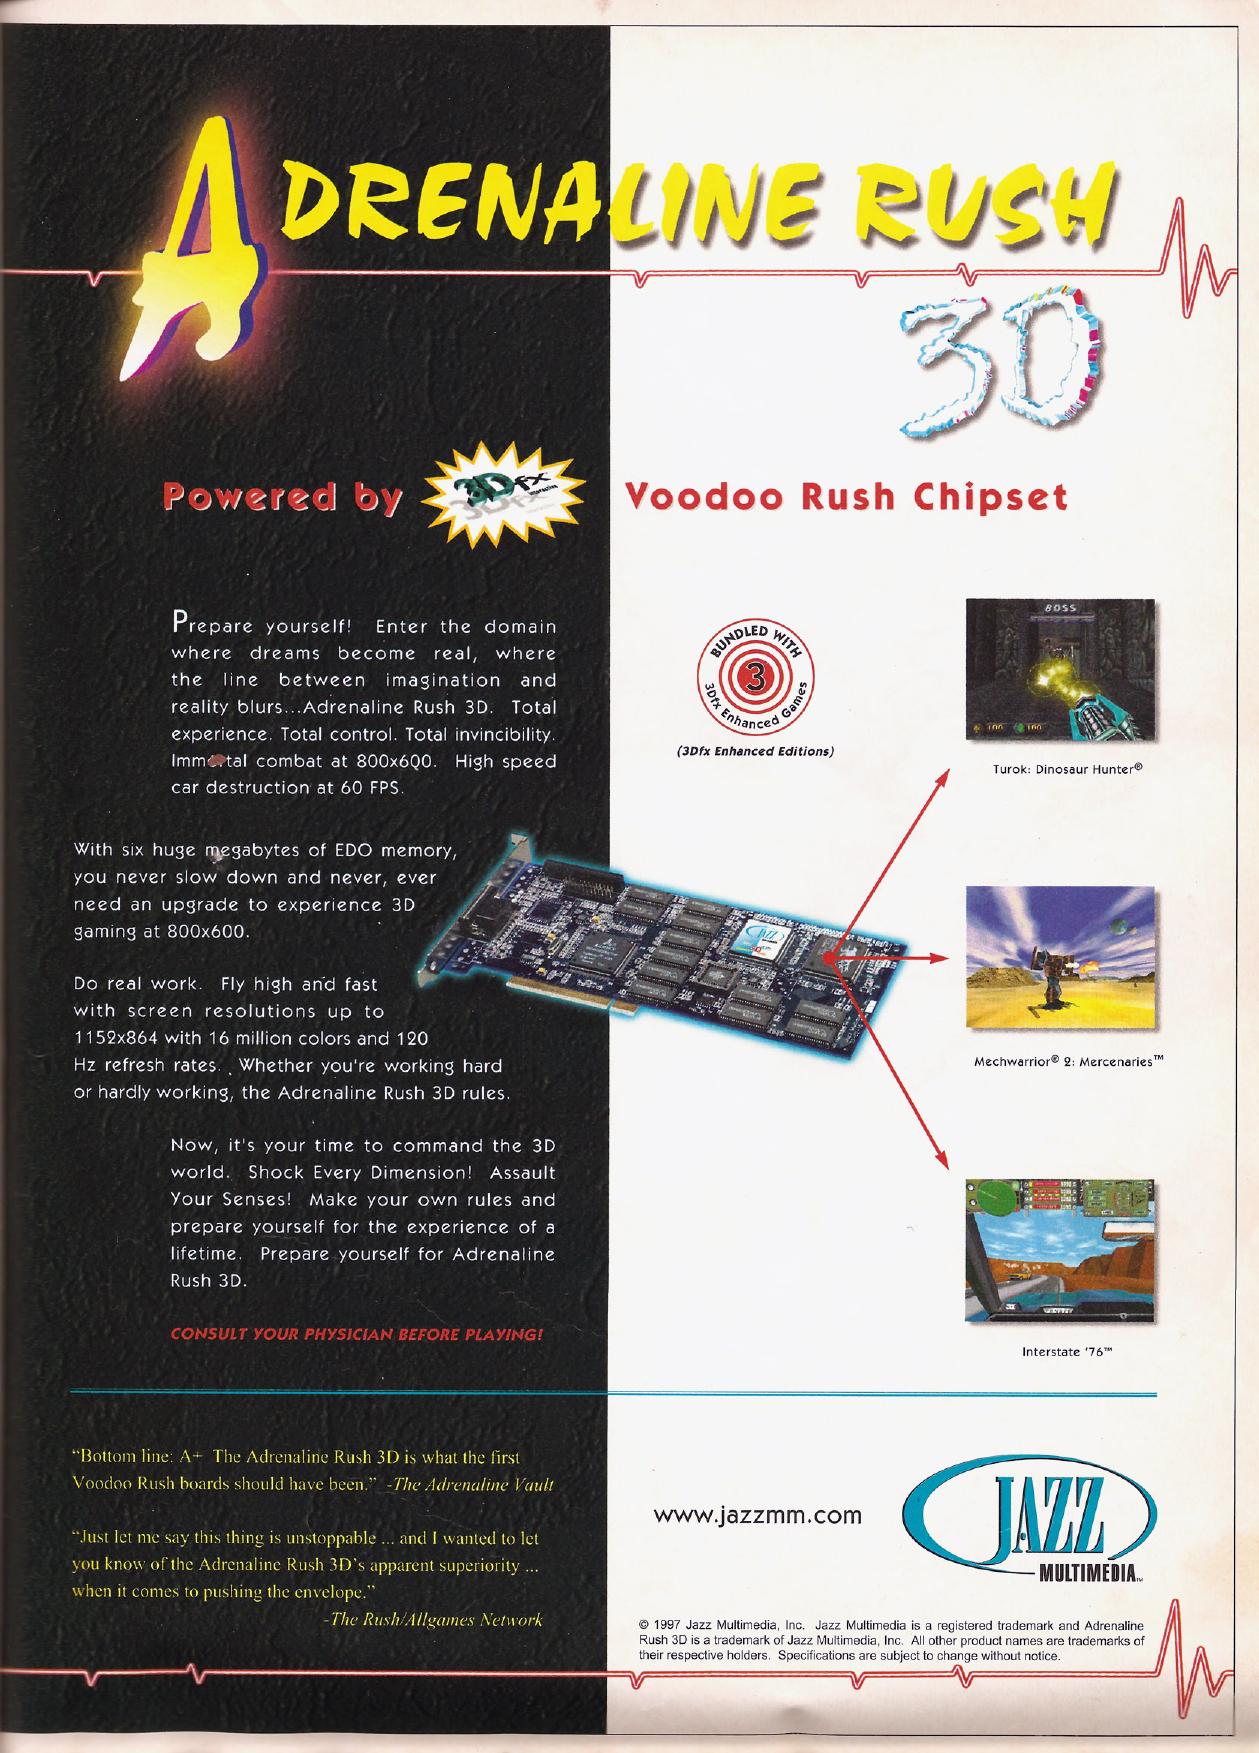 ADRENALINE RUSH
3D
Powered by 3Dfx interactive Voodoo Rush Chipset
Prepare yourself! Enter the domain
where dreams become real, where
the line between imagination and
reality blurs...Adrenaline Rush 3D. Total
experience. Total control. Total invincibility.
Immortal combat at 800x600. High speed
car destruction at 60 FPS.
With six huge megabytes of EDO memory,
you never slow down and never, ever
need an upgrade to experience 3D
gaming at 800x600.
Do real work. Fly high and fast
with screen resolutions up to
1152x864 with 16 million colors and 120
Hz refresh rates. Whether you're working hard
or hardly working, the Adrenaline Rush 3D rules.
Now, it's your time to command the 3D
world. Shock Every Dimension! Assault
Your Senses! Make your own rules and
prepare yourself for the experience of a
lifetime. Prepare yourself for Adrenaline
Rush 3D.
CONSULT YOUR PHYSICIAN BEFORE PLAYING!
BUNDLED WITH
3
3Dfx Enhanced Games
(3Dfx Enhanced Editions)
BOSS
100 100
Turok: Dinosaur Hunter®
JAZZ
Mechwarrior® 2: Mercenaries™
Interstate '76™
"Bottom line: A+ The Adrenaline Rush 3D is what the first
Voodoo Rush boards should have been." -The Adrenaline Vault
"Just let me say this thing is unstoppable ... and I wanted to let
you know of the Adrenaline Rush 3D's apparent superiority ...
when it comes to pushing the envelope."
-The Rush/Allgames Network
www.jazzmm.com
JAZZ
MULTIMEDIA™
© 1997 Jazz Multimedia, Inc. Jazz Multimedia is a registered trademark and Adrenaline
Rush 3D is a trademark of Jazz Multimedia, Inc. All other product names are trademarks of
their respective holders. Specifications are subject to change without notice.